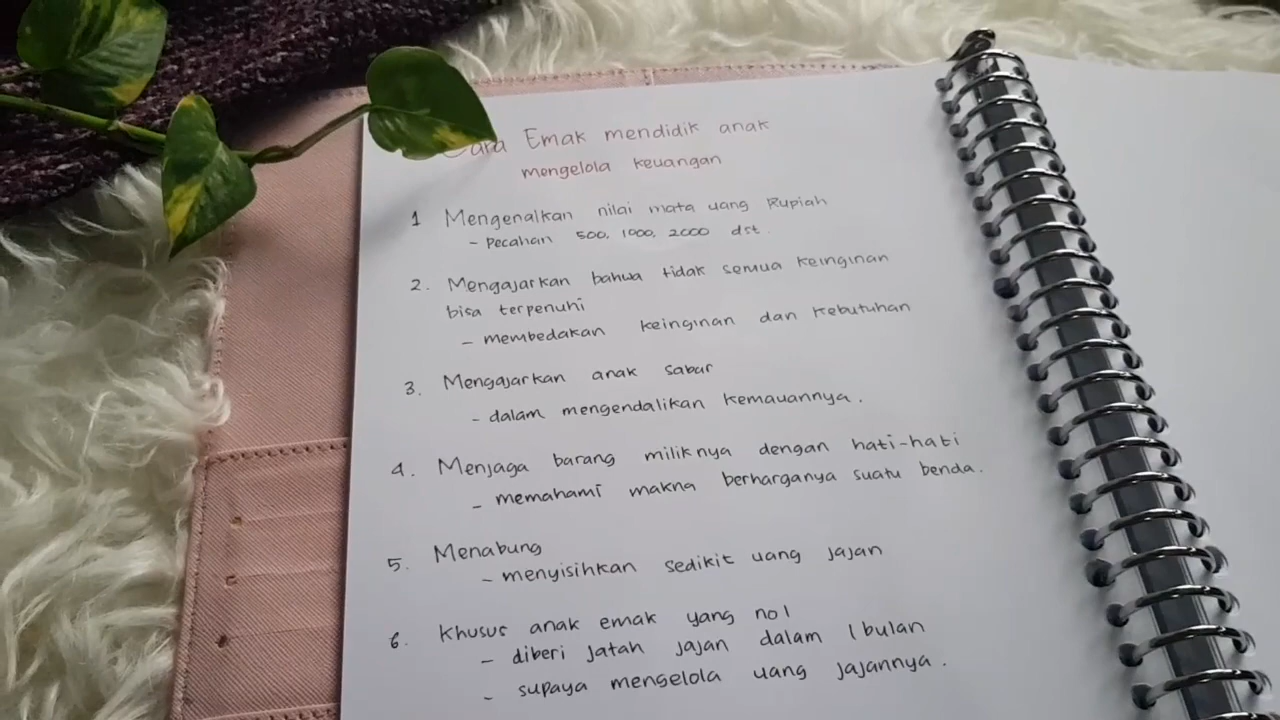 Cara Emak mendidik anak
mengelola keuangan
1 Mengenalkan nilai mata uang Rupiah
- Pecahan 500, 1000, 2000 dst.
2. Mengajarkan bahwa tidak semua keinginan
bisa terpenuhi
- membedakan keinginan dan kebutuhan
3. Mengajarkan anak sabar
- dalam mengendalikan kemauannya.
4. Menjaga barang miliknya dengan hati-hati
- memahami makna berharganya suatu benda.
5. Menabung
- menyisihkan sedikit uang jajan
6. Khusus anak emak yang no 1
- diberi jatah jajan dalam 1 bulan
- supaya mengelola uang jajannya.